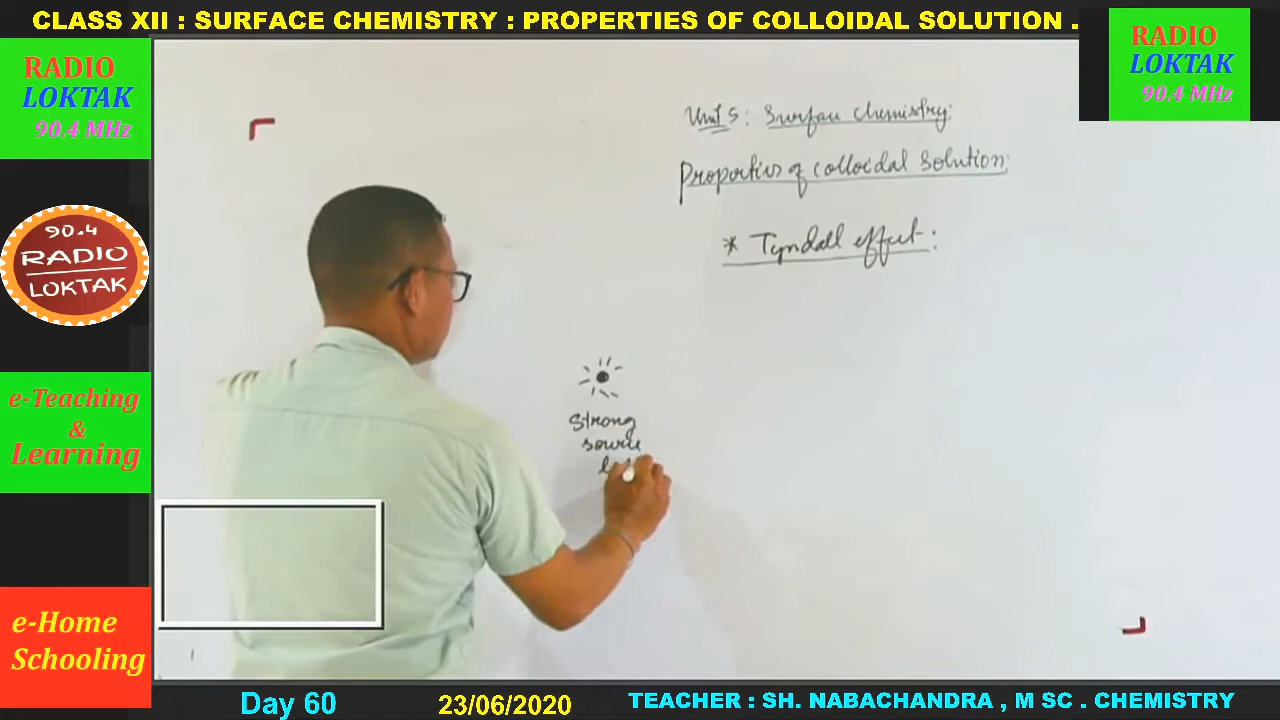 CLASS XII : SURFACE CHEMISTRY : PROPERTIES OF COLLOIDAL SOLUTION .
RADIO
LOKTAK
90.4 MHz
RADIO
LOKTAK
90.4 MHz
Unit 5: Surface Chemistry:
Properties of colloidal solution:
* Tyndall effect:
90.4
RADIO
LOKTAK
Strong
source
e-Teaching
&
Learning
e-Home
Schooling
Day 60
23/06/2020
TEACHER : SH. NABACHANDRA , M SC . CHEMISTRY